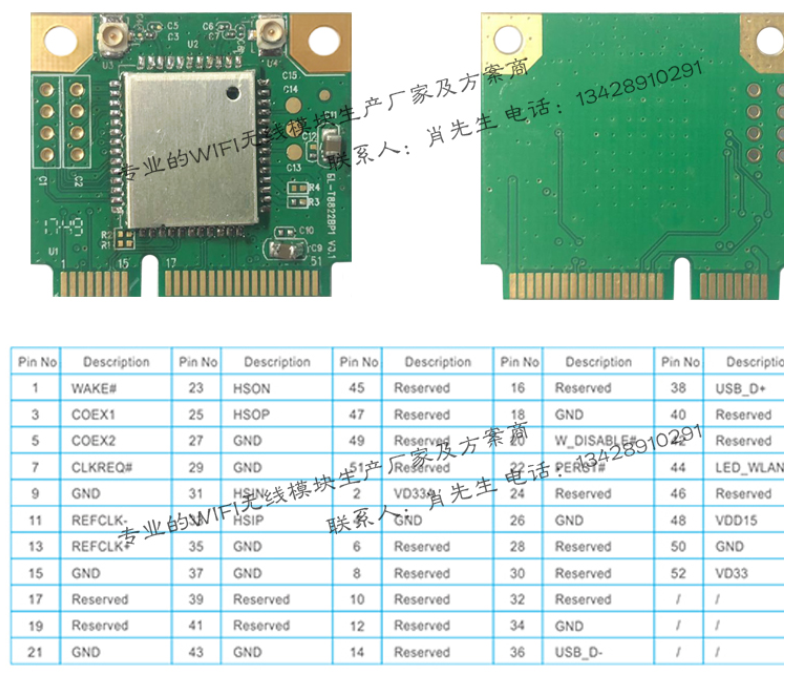 C5
C6
C3
C7
U2
U3
U4
C15
C14
C12
C13
R4
R3
C1
C2
GL-T8822BP1 V3.1
R2
R1
C10
C9
U1
1
15
17
51
专业的WIFI无线模块生产厂家及方案商
联系人：肖先生 电话：13428910291
Pin No Description Pin No Description Pin No Description Pin No Description Pin No Descriptio
1 WAKE# 23 HSON 45 Reserved 16 Reserved 38 USB_D+
3 COEX1 25 HSOP 47 Reserved 18 GND 40 Reserved
5 COEX2 27 GND 49 Reserved 20 W_DISABLE# 42 Reserved
7 CLKREQ# 29 GND 51 Reserved 22 PERST# 44 LED_WLAN
9 GND 31 HSIN 2 VD33 24 Reserved 46 Reserved
11 REFCLK- HSIP GND 26 GND 48 VDD15
13 REFCLK+ 35 GND 6 Reserved 28 Reserved 50 GND
15 GND 37 GND 8 Reserved 30 Reserved 52 VD33
17 Reserved 39 Reserved 10 Reserved 32 Reserved / /
19 Reserved 41 Reserved 12 Reserved 34 GND / /
21 GND 43 GND 14 Reserved 36 USB_D- / /
专业的WIFI无线模块生产厂家及方案商
联系人：肖先生 电话：13428910291